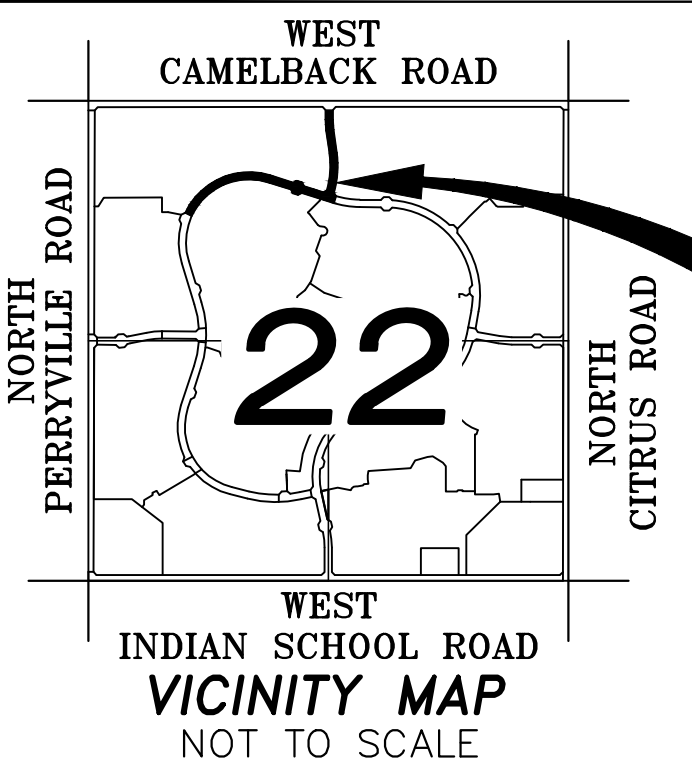 WEST
CAMELBACK ROAD
NORTH
PERRYVILLE ROAD
22
NORTH
CITRUS ROAD
WEST
INDIAN SCHOOL ROAD
VICINITY MAP
NOT TO SCALE